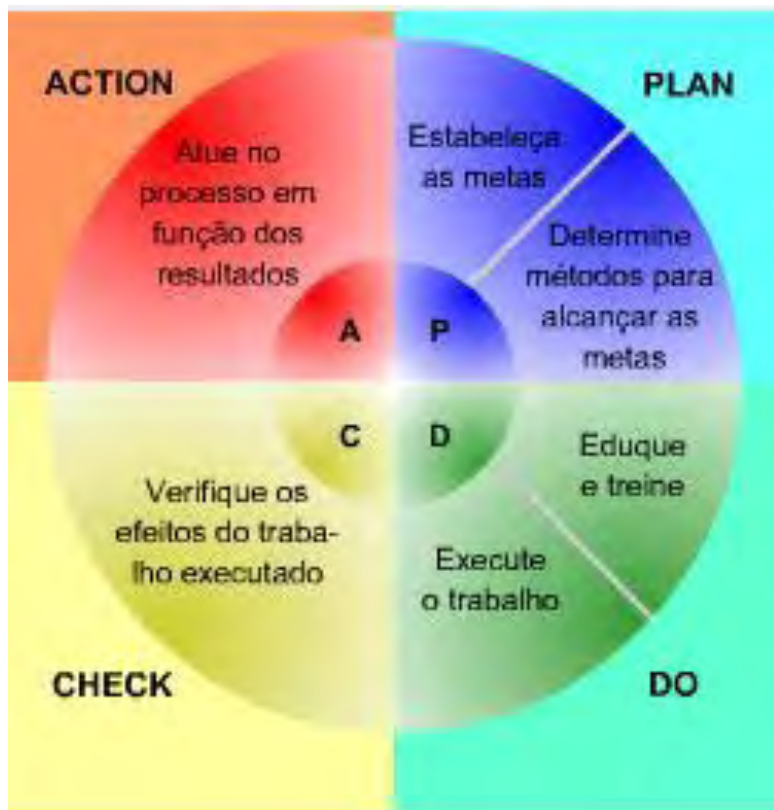 ACTION
PLAN
Atue no
processo em
função dos
resultados
Estabeleça
as metas
Determine
métodos para
alcançar as
metas
A
P
C
D
Verifique os
efeitos do traba-
lho executado
Eduque
e treine
Execute
o trabalho
CHECK
DO